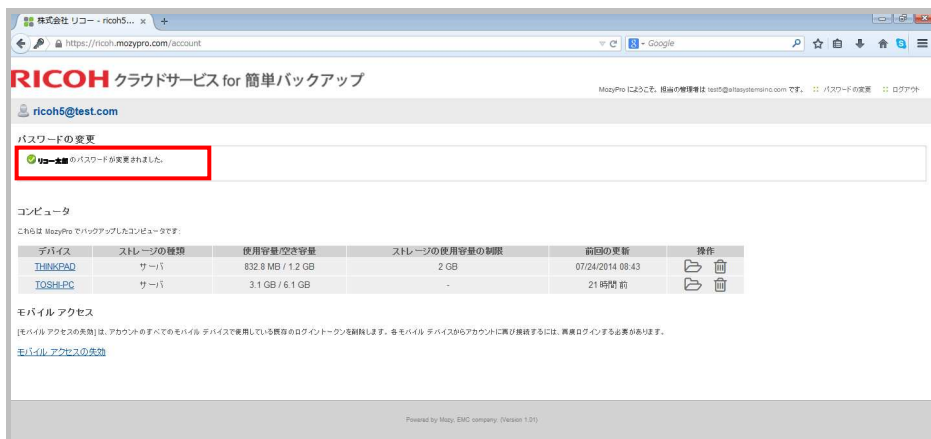 株式会社 リコー - ricoh5... × +
https://ricoh.mozypro.com/account
Google
RICOH クラウドサービス for 簡単バックアップ
MozyPro にようこそ。担当の管理者は test5@altasystemsinc.com です。 :: パスワードの変更 :: ログアウト
ricoh5@test.com
パスワードの変更
リコー太郎 のパスワードが変更されました。
コンピュータ
これらは MozyPro でバックアップしたコンピュータです:
デバイス ストレージの種類 使用容量/空き容量 ストレージの使用容量の制限 前回の更新 操作
THINKPAD サーバ 832.8 MB / 1.2 GB 2 GB 07/24/2014 08:43
TOSHI-PC サーバ 3.1 GB / 6.1 GB - 21 時間 前
モバイル アクセス
[モバイル アクセスの失効] は、アカウントのすべてのモバイル デバイスで使用している既存のログイントークンを削除します。各モバイル デバイスからアカウントに再び接続するには、再度ログインする必要があります。
モバイル アクセスの失効
Powered by Mozy, EMC company. (Version 1.01)